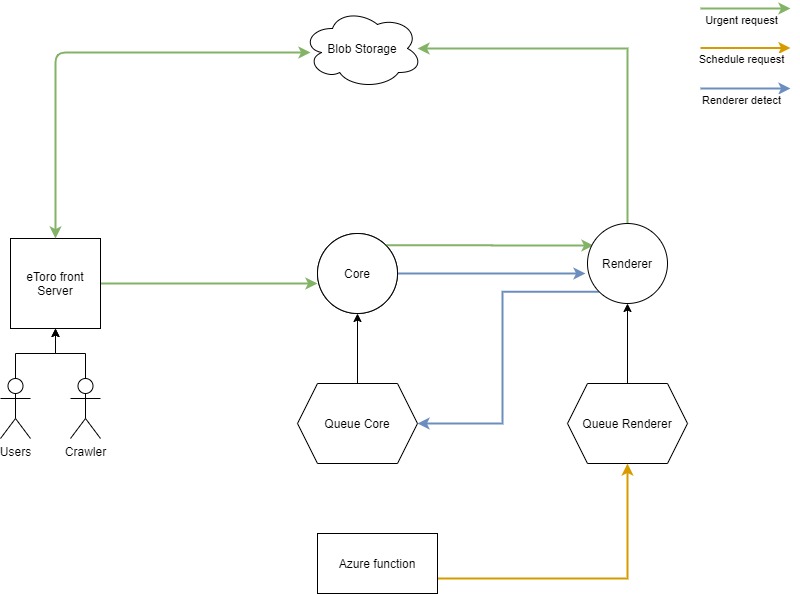 Urgent request
Blob Storage
Schedule request
Renderer detect
eToro front
Server
Core
Renderer
Queue Core
Queue Renderer
Users
Crawler
Azure function